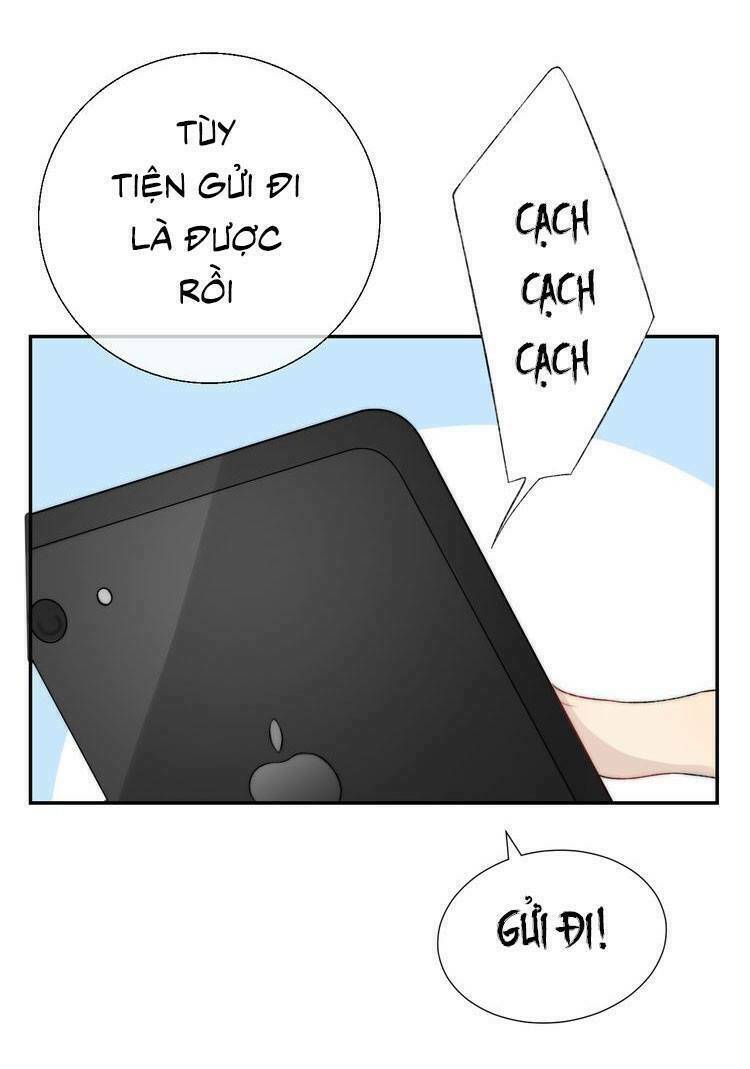 TÙY
TIỆN GỬI ĐI
LÀ ĐƯỢC
RỒI
CẠCH
CẠCH
CẠCH
GỬI ĐI!